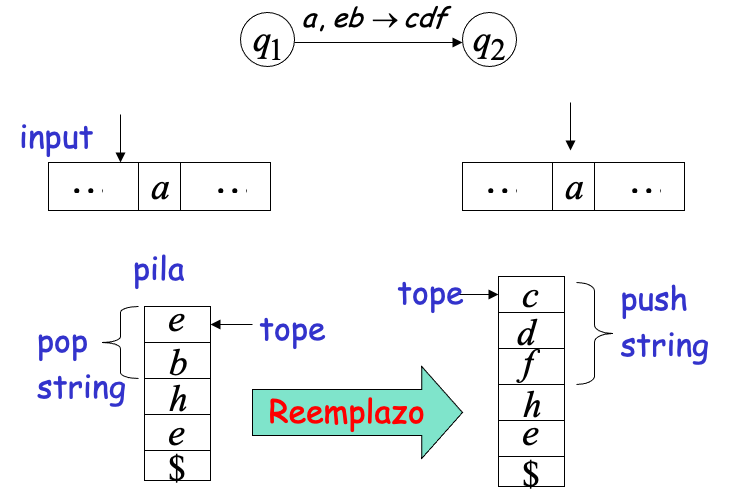 a, eb → cdf
q1 q2
input
.. a .. .. a ..
pila
tope c push
e tope d string
pop b f
string h Reemplazo h
e e
$ $